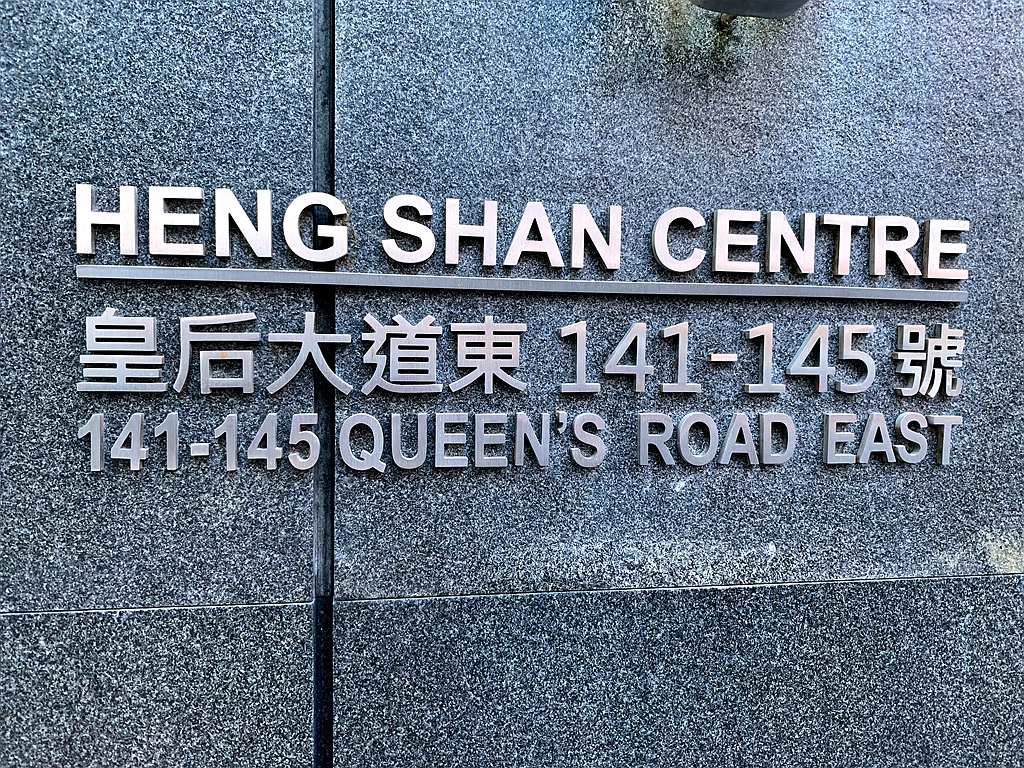 HENG SHAN CENTRE
皇后大道東 141-145 號
141-145 QUEEN'S ROAD EAST